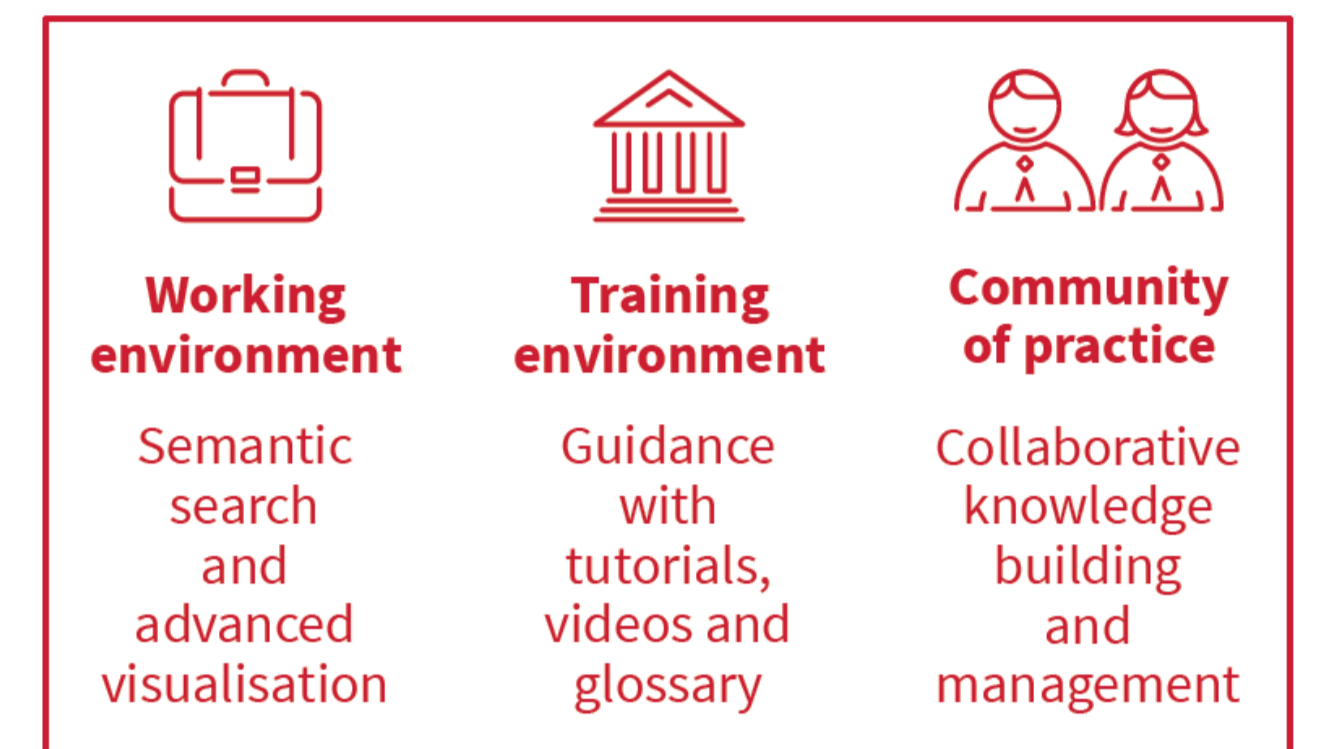 Working
environment
Semantic
search
and
advanced
visualisation
Training
environment
Guidance
with
tutorials,
videos and
glossary
Community
of practice
Collaborative
knowledge
building
and
management